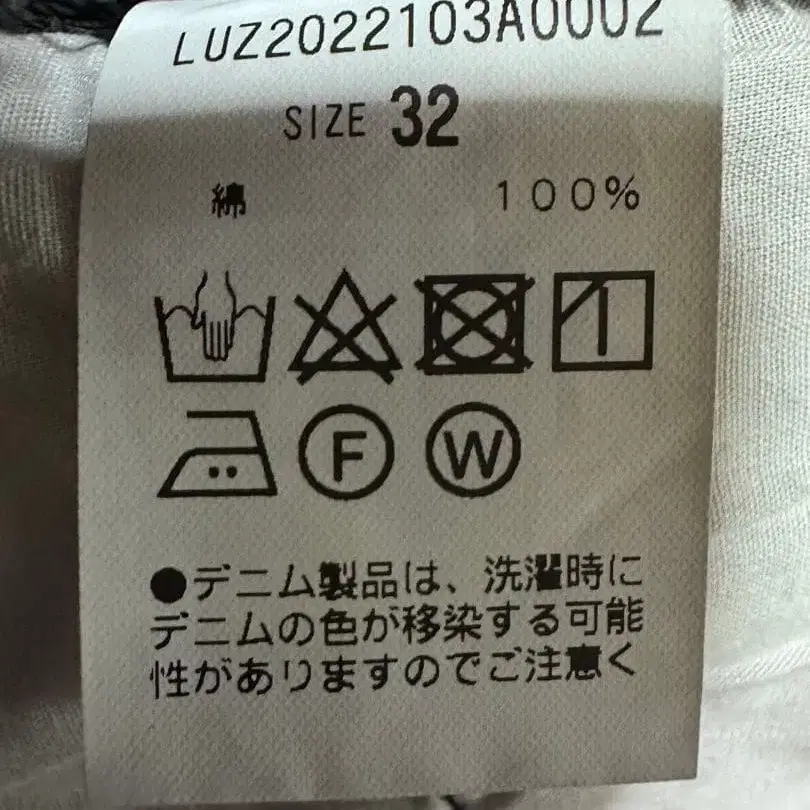 LUZ2022103A0002
SIZE 32
綿 100%
F W
●デニム製品は、洗濯時に
デニムの色が移染する可能
性がありますのでご注意く